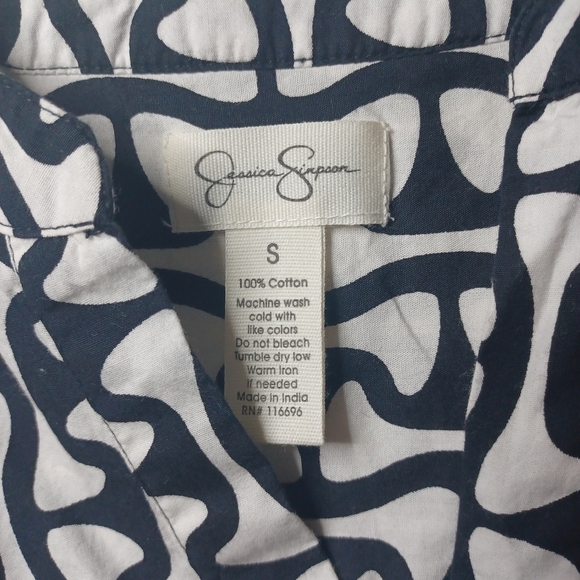 Jessica Simpson
S
100% Cotton
Machine wash
cold with
like colors
Do not bleach
Tumble dry low
Warm Iron
if needed
Made in India
RN# 116696